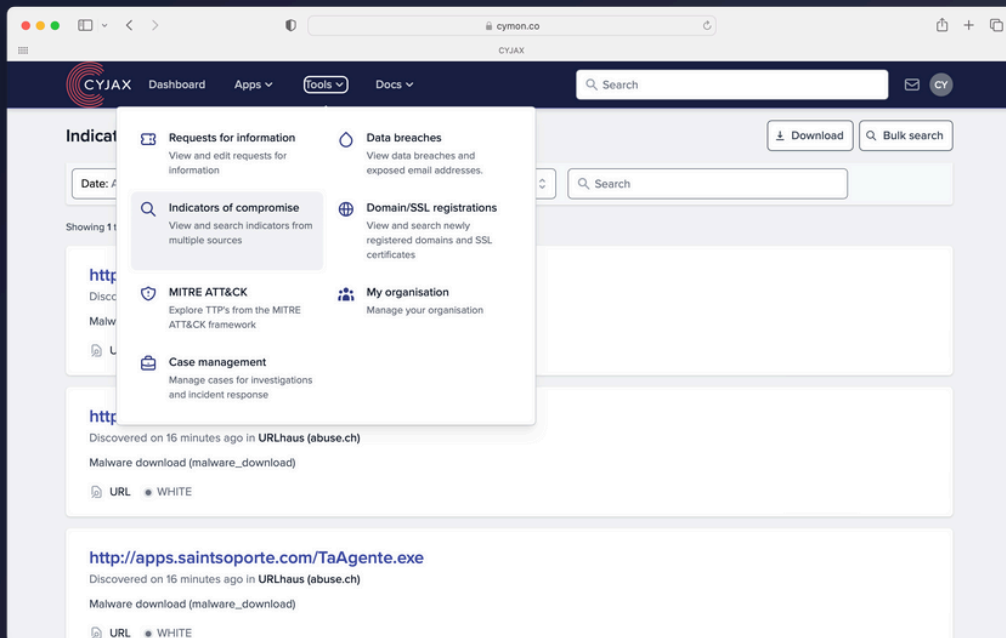 cymon.co
CYJAX
CYJAX Dashboard Apps Tools Docs Search CY
Indicat
Download Bulk search
Date: Search
Showing 1
Requests for information
View and edit requests for
information
Data breaches
View data breaches and
exposed email addresses.
Indicators of compromise
View and search indicators from
multiple sources
Domain/SSL registrations
View and search newly
registered domains and SSL
certificates
MITRE ATT&CK
Explore TTP's from the MITRE
ATT&CK framework
My organisation
Manage your organisation
Case management
Manage cases for investigations
and incident response
http
Disco
Malw
U
http
Discovered on 16 minutes ago in URLhaus (abuse.ch)
Malware download (malware_download)
URL WHITE
http://apps.saintsoporte.com/TaAgente.exe
Discovered on 16 minutes ago in URLhaus (abuse.ch)
Malware download (malware_download)
URL WHITE